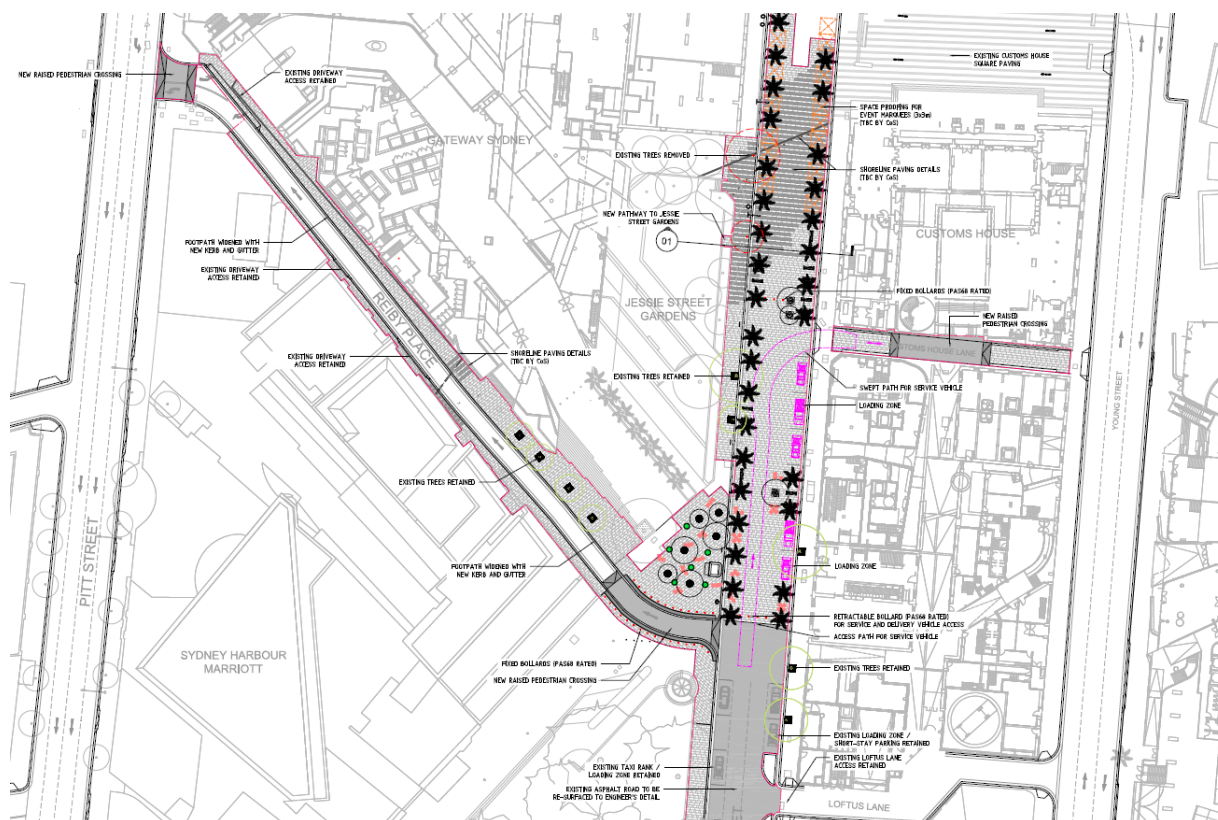 NEW RAISED PEDESTRIAN CROSSING
EXISTING DRIVEWAY
ACCESS RETAINED
EXISTING CUSTOMS HOUSE
SQUARE PAVING
GATEWAY SYDNEY
SPACE PROOFING FOR
EVENT MARQUEES (3x3m)
(TBC BY CoS)
EXISTING TREES REMOVED
SHORELINE PAVING DETAILS
(TBC BY CoS)
NEW PATHWAY TO JESSIE
STREET GARDENS
01
CUSTOMS HOUSE
FOOTPATH WIDENED WITH
NEW KERB AND GUTTER
EXISTING DRIVEWAY
ACCESS RETAINED
REIBY PLACE
JESSIE STREET
GARDENS
FIXED BOLLARDS (PAS68 RATED)
NEW RAISED
PEDESTRIAN CROSSING
CUSTOMS HOUSE LANE
EXISTING DRIVEWAY
ACCESS RETAINED
SHORELINE PAVING DETAILS
(TBC BY CoS)
EXISTING TREES RETAINED
SWEPT PATH FOR SERVICE VEHICLE
LOADING ZONE
YOUNG STREET
EXISTING TREES RETAINED
PITT STREET
FOOTPATH WIDENED WITH
NEW KERB AND GUTTER
LOADING ZONE
RETRACTABLE BOLLARD (PAS68 RATED)
FOR SERVICE AND DELIVERY VEHICLE ACCESS
ACCESS PATH FOR SERVICE VEHICLE
SYDNEY HARBOUR
MARRIOTT
FIXED BOLLARDS (PAS68 RATED)
NEW RAISED PEDESTRIAN CROSSING
EXISTING TREES RETAINED
EXISTING LOADING ZONE /
SHORT-STAY PARKING RETAINED
EXISTING TAXI RANK /
LOADING ZONE RETAINED
EXISTING LOFTUS LANE
ACCESS RETAINED
EXISTING ASPHALT ROAD TO BE
RE-SURFACED TO ENGINEER'S DETAIL
LOFTUS LANE